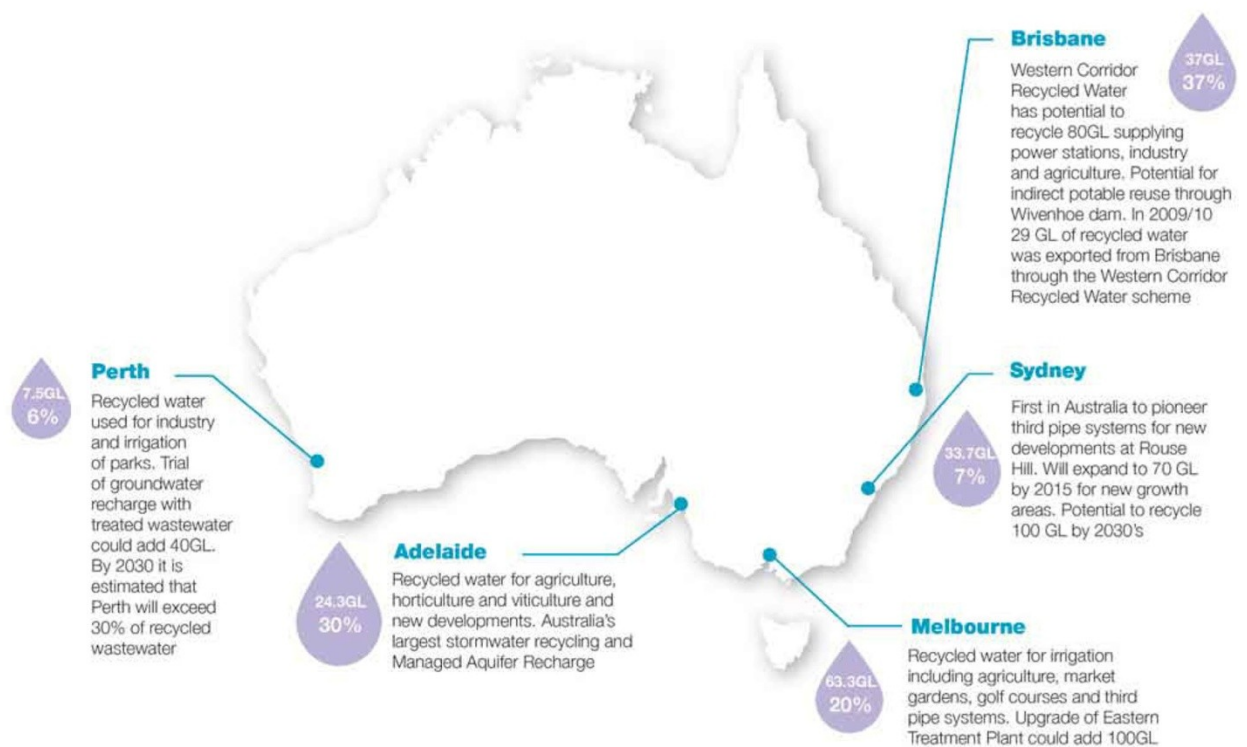 Brisbane
37GL
37%
Western Corridor
Recycled Water
has potential to
recycle 80GL supplying
power stations, industry
and agriculture. Potential for
indirect potable reuse through
Wivenhoe dam. In 2009/10
29 GL of recycled water
was exported from Brisbane
through the Western Corridor
Recycled Water scheme
Perth
7.5GL
6%
Recycled water
used for industry
and irrigation
of parks. Trial
of groundwater
recharge with
treated wastewater
could add 40GL.
By 2030 it is
estimated that
Perth will exceed
30% of recycled
wastewater
Sydney
33.7GL
7%
First in Australia to pioneer
third pipe systems for new
developments at Rouse
Hill. Will expand to 70 GL
by 2015 for new growth
areas. Potential to recycle
100 GL by 2030's
Adelaide
24.3GL
30%
Recycled water for agriculture,
horticulture and viticulture and
new developments. Australia's
largest stormwater recycling and
Managed Aquifer Recharge
Melbourne
63.3GL
20%
Recycled water for irrigation
including agriculture, market
gardens, golf courses and third
pipe systems. Upgrade of Eastern
Treatment Plant could add 100GL